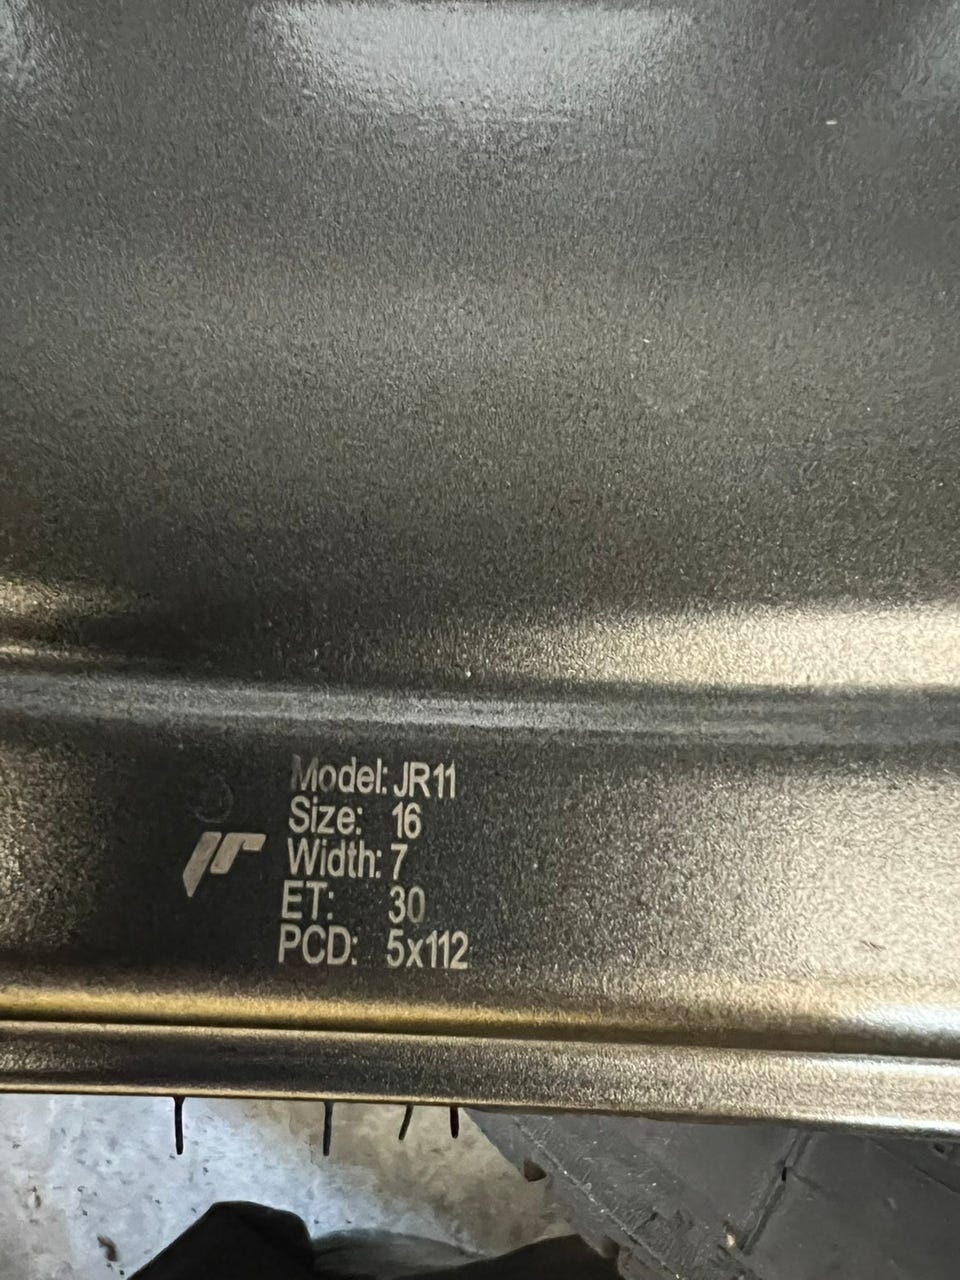 Model: JR11
Size: 16
Width: 7
ET: 30
PCD: 5x112